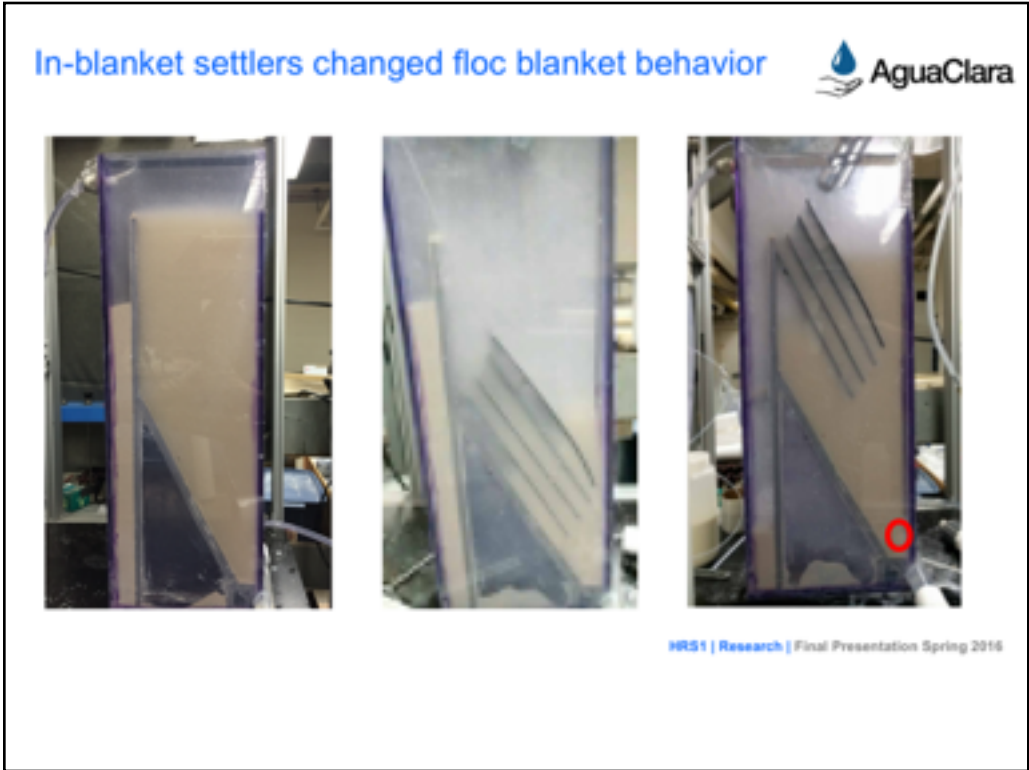 In-blanket settlers changed floc blanket behavior
AguaClara
HRS1 | Research | Final Presentation Spring 2016